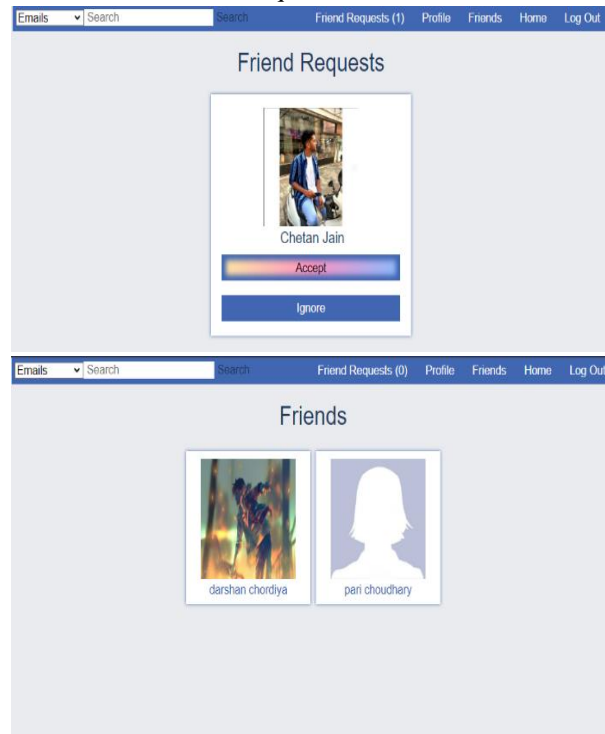 Emails Search Search Friend Requests (1) Profile Friends Home Log Out
Friend Requests
Chetan Jain
Accept
Ignore
Emails Search Search Friend Requests (0) Profile Friends Home Log Out
Friends
darshan chordiya pari choudhary